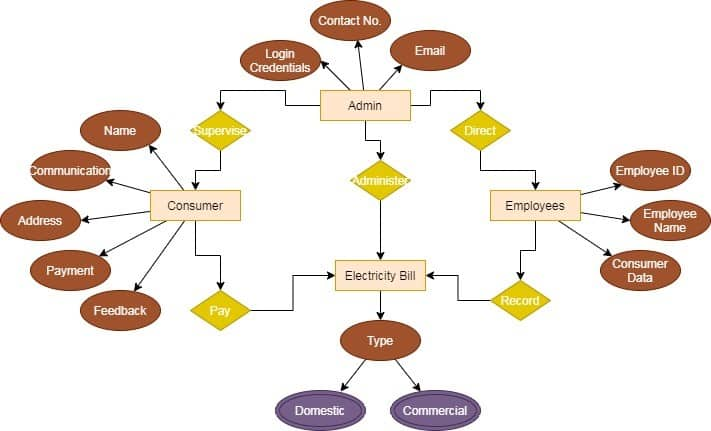 Contact No.
Login
Credentials
Email
Admin
Supervise
Direct
Name
Administer
Communication
Employee ID
Consumer
Employees
Address
Employee
Name
Payment
Electricity Bill
Consumer
Data
Feedback
Pay
Record
Type
Domestic
Commercial